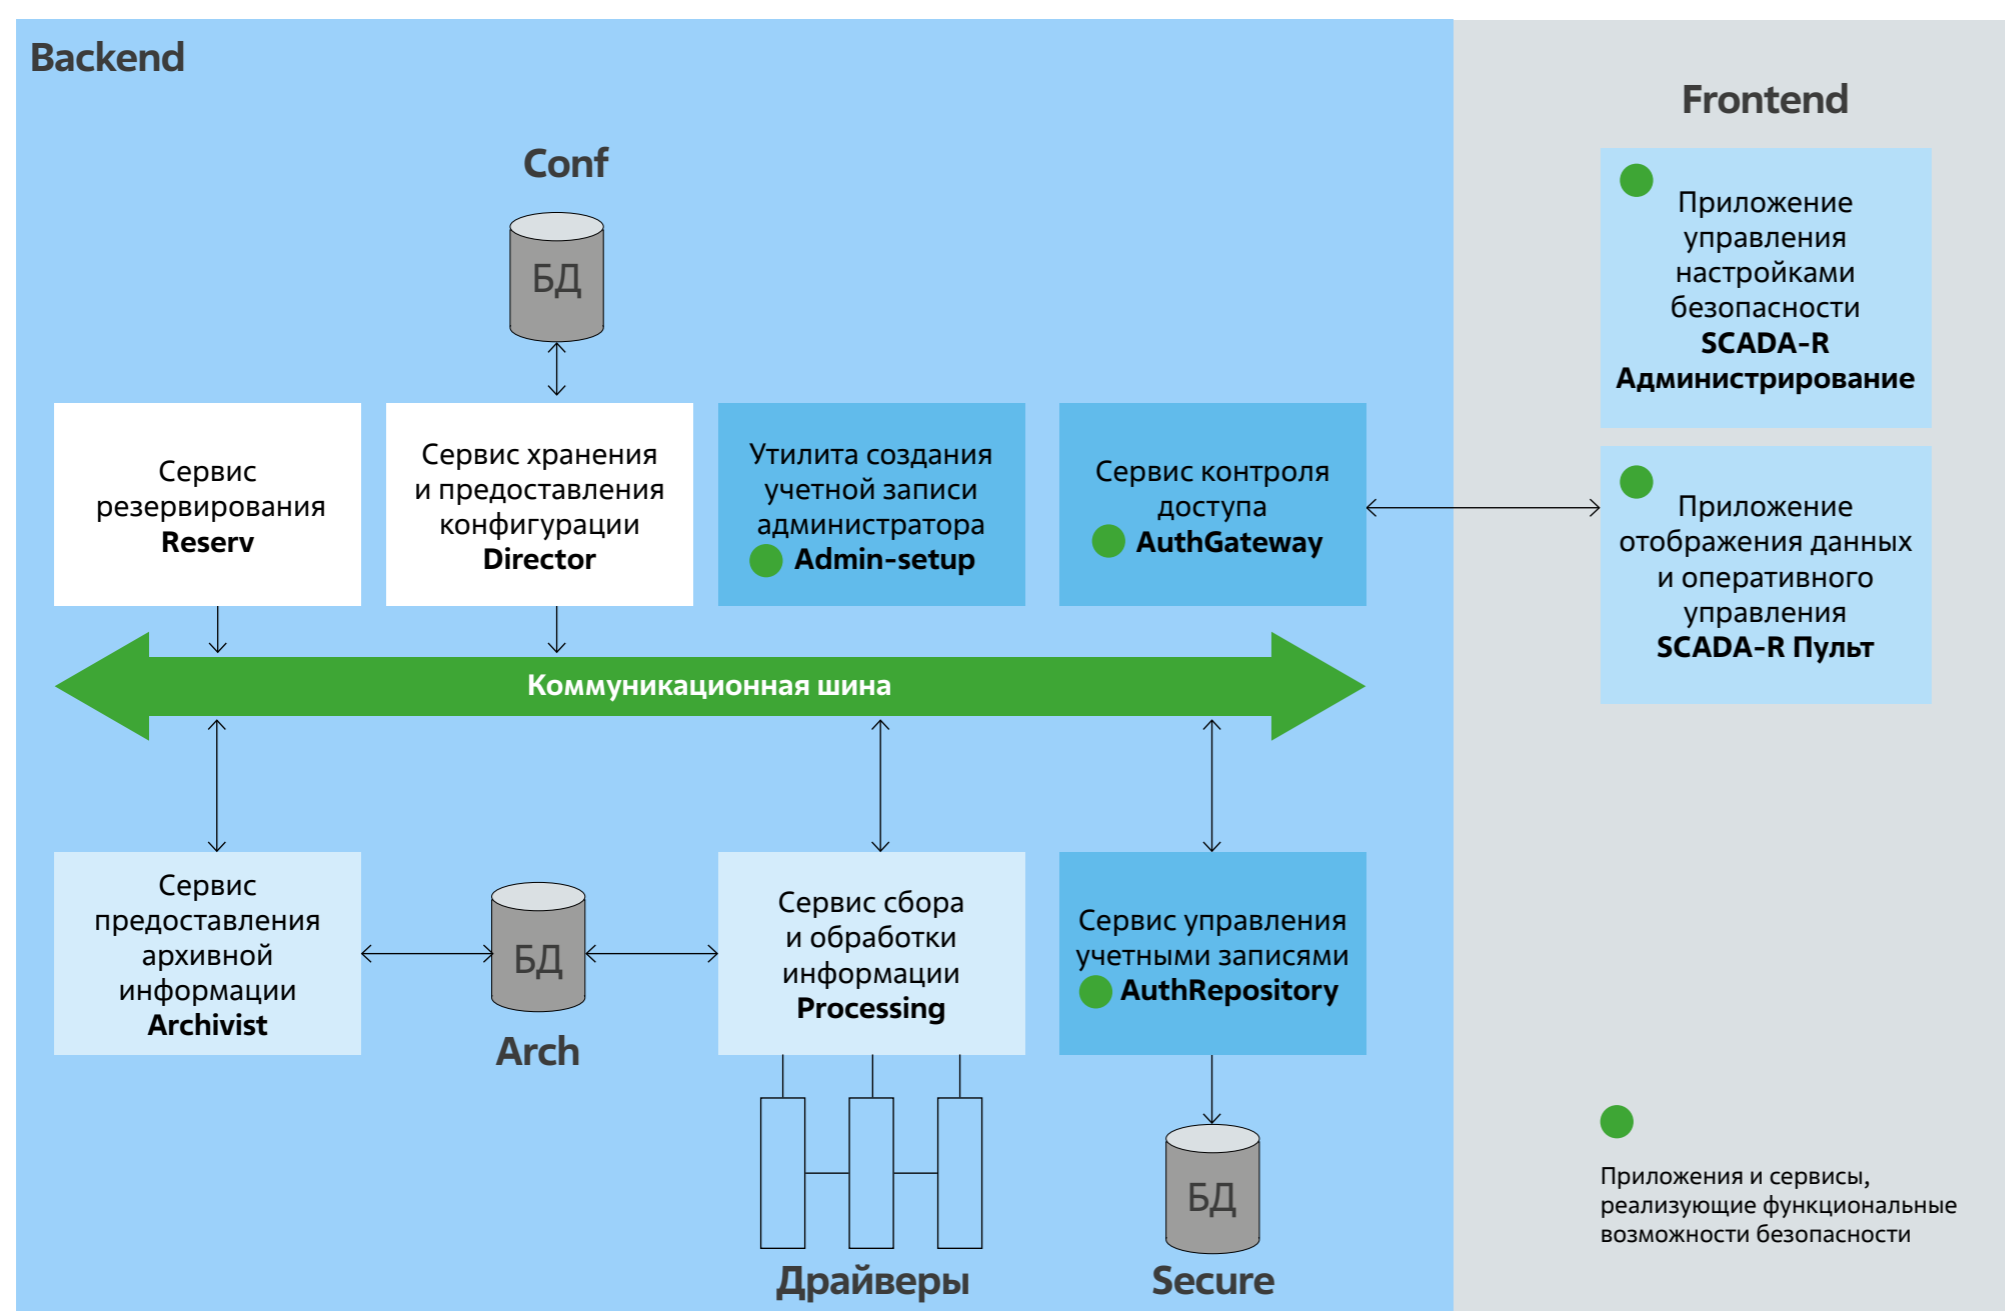 Backend
Conf
БД
Сервис
резервирования
Reserv
Сервис хранения
и предоставления
конфигурации
Director
Утилита создания
учетной записи
администратора
Admin-setup
Сервис контроля
доступа
AuthGateway
Коммуникационная шина
Сервис
предоставления
архивной
информации
Archivist
БД
Arch
Сервис сбора
и обработки
информации
Processing
Драйверы
Сервис управления
учетными записями
AuthRepository
БД
Secure
Frontend
Приложение
управления
настройками
безопасности
SCADA-R
Администрирование
Приложение
отображения данных
и оперативного
управления
SCADA-R Пульт
Приложения и сервисы,
реализующие функциональные
возможности безопасности